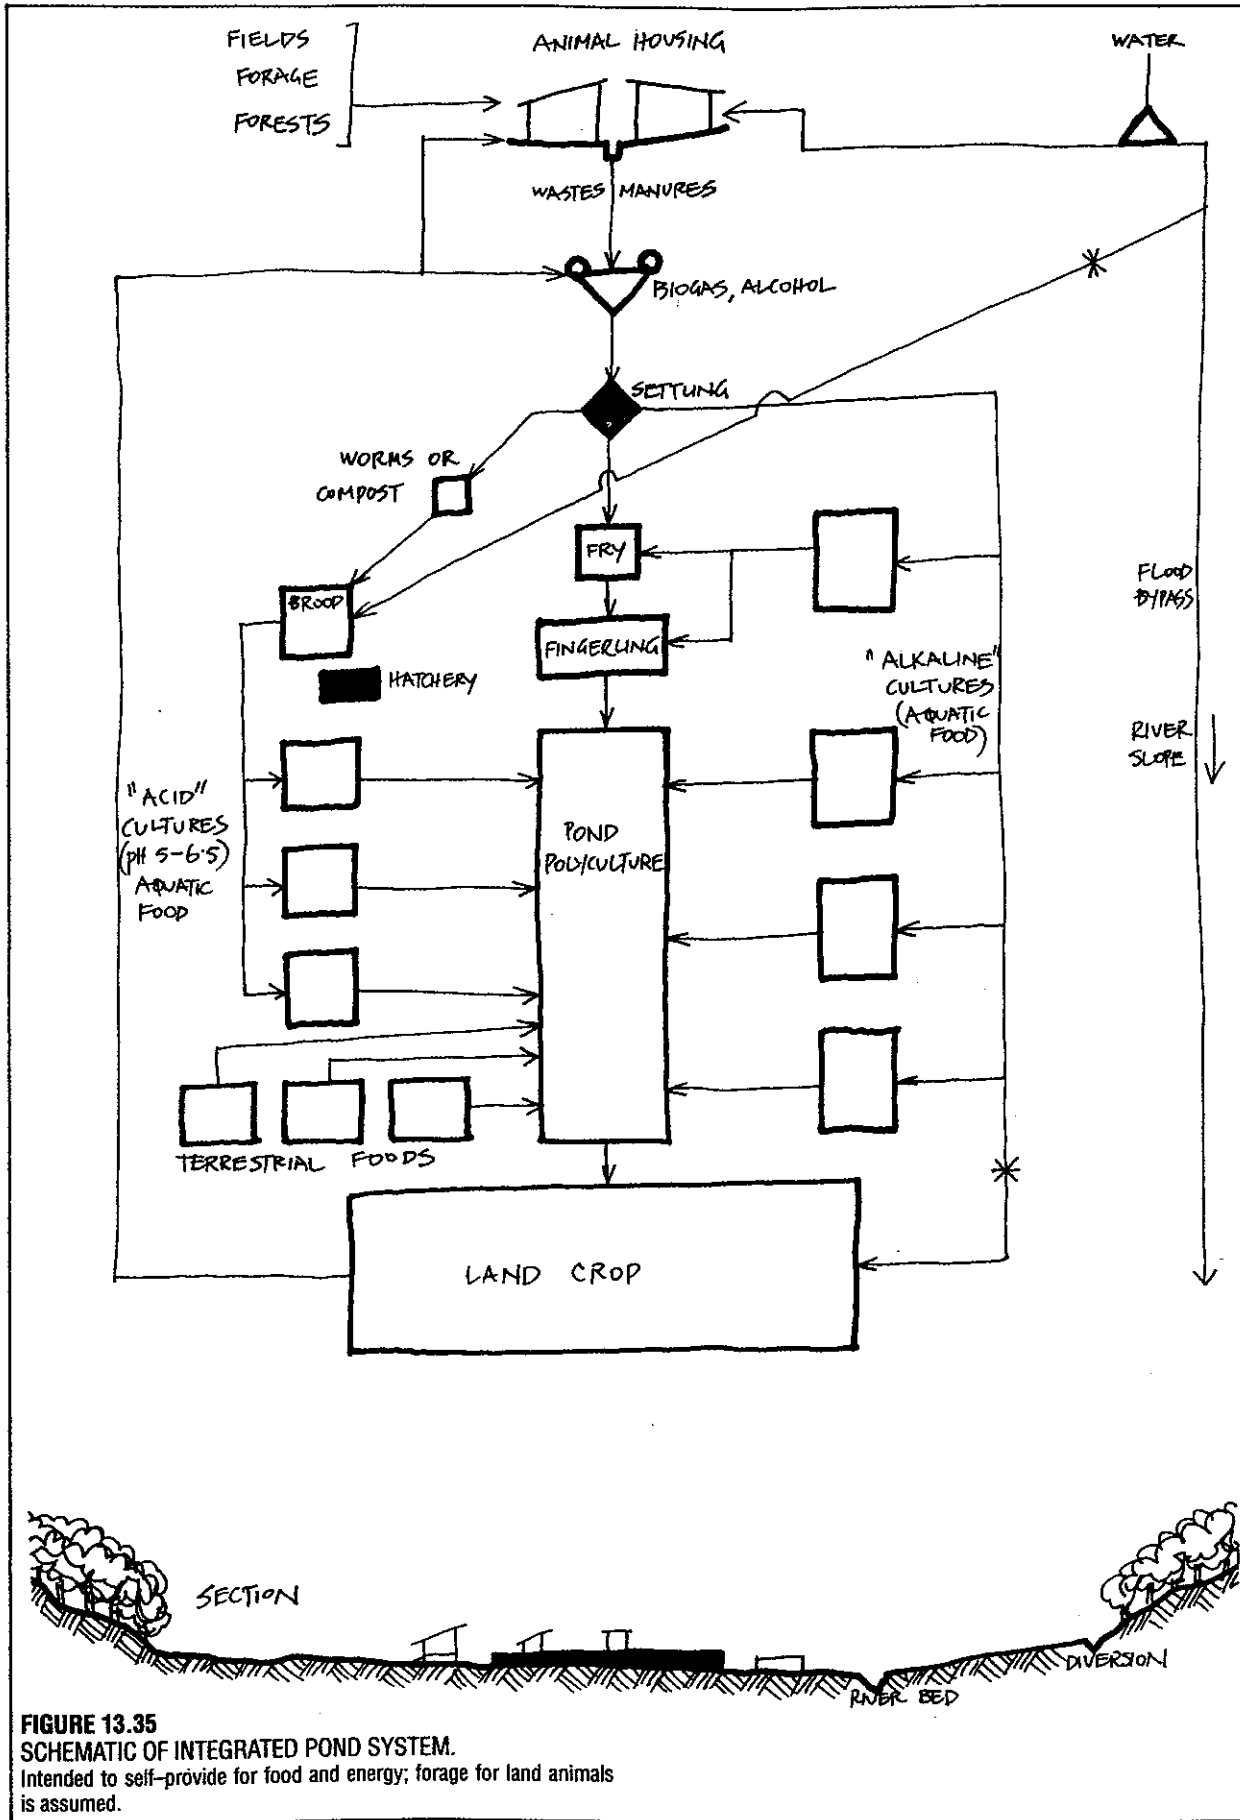 FIELDS
FORAGE
FORESTS
ANIMAL HOUSING
WATER
WASTES MANURES
BIOGAS, ALCOHOL
SETTLING
WORMS OR
COMPOST
FRY
BROOD
FINGERLING
HATCHERY
FLOOD
BYPASS
"ALKALINE"
CULTURES
(AQUATIC
FOOD)
RIVER
SLOPE
"ACID"
CULTURES
(pH 5-6·5)
AQUATIC
FOOD
POND
POLYCULTURE
TERRESTRIAL FOODS
LAND CROP
SECTION
DIVERSION
RIVER BED
FIGURE 13.35
SCHEMATIC OF INTEGRATED POND SYSTEM.
Intended to self–provide for food and energy; forage for land animals
is assumed.